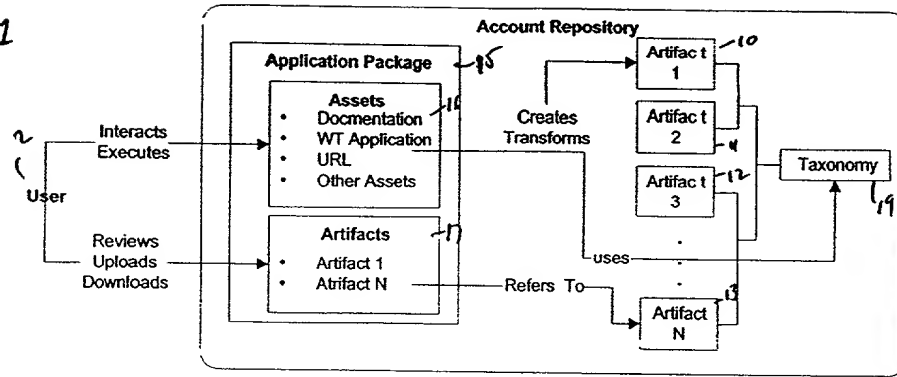 1
Account Repository
Application Package
15
Assets
• Docmentation
• WT Application
• URL
• Other Assets
16
2
User
Interacts
Executes
Reviews
Uploads
Downloads
Artifacts
• Artifact 1
• Atrifact N
17
Creates
Transforms
uses
Refers To
Artifac t
1
10
Artifac t
2
Artifac t
3
12
Artifact
N
13
Taxonomy
19